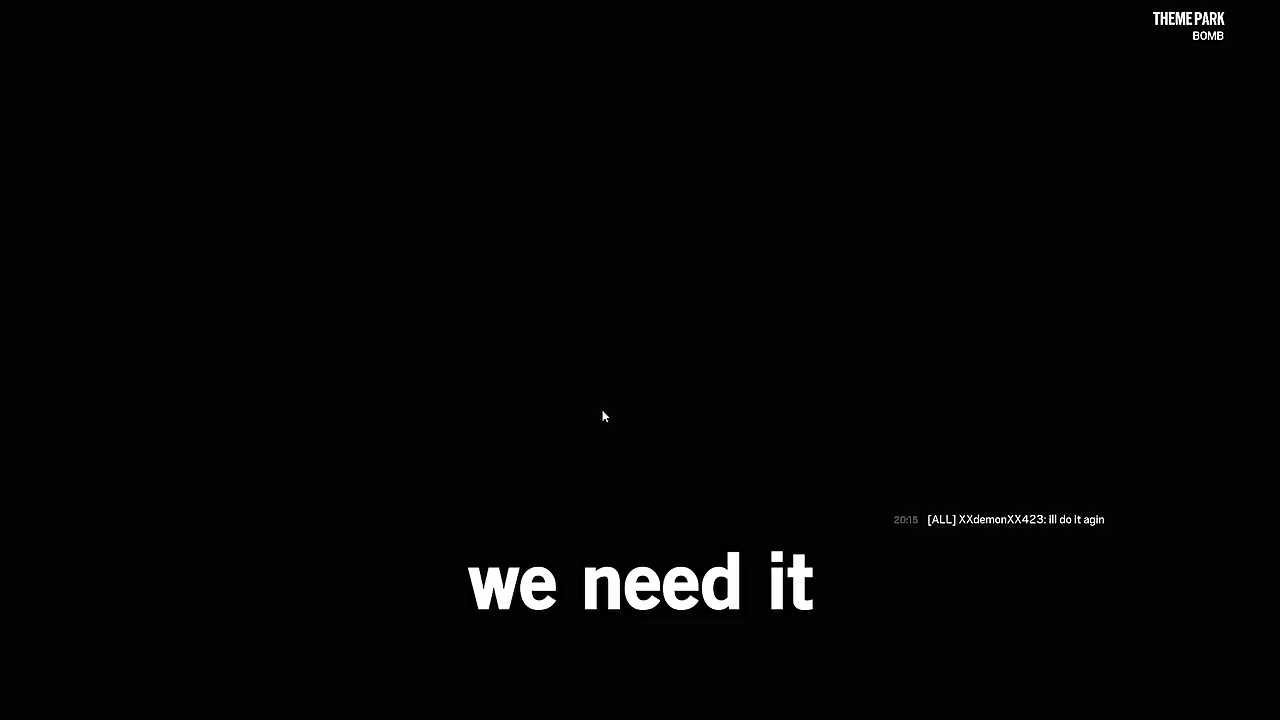 THEME PARK
BOMB
20:15 [ALL] XXdemonXX423: Ill do It agin
we need it